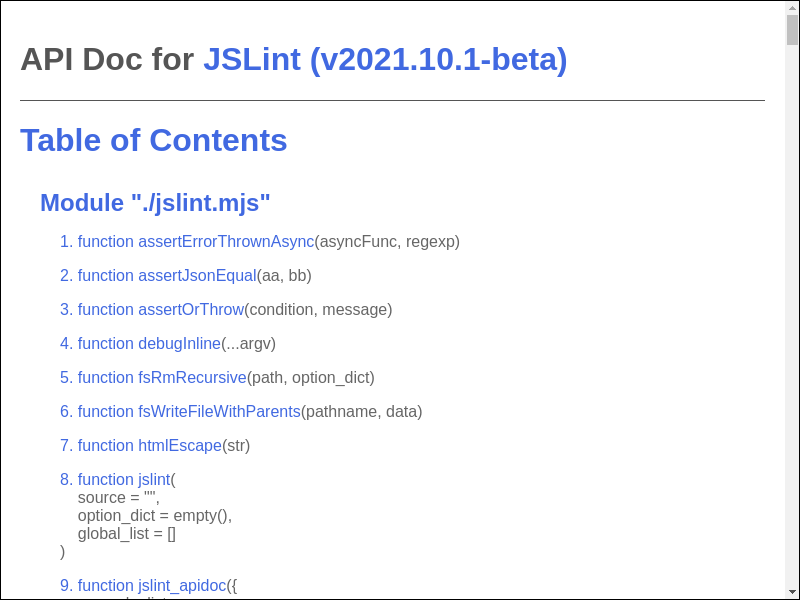 API Doc for JSLint (v2021.10.1-beta)
Table of Contents
Module "./jslint.mjs"
1. function assertErrorThrownAsync(asyncFunc, regexp)
2. function assertJsonEqual(aa, bb)
3. function assertOrThrow(condition, message)
4. function debugInline(...argv)
5. function fsRmRecursive(path, option_dict)
6. function fsWriteFileWithParents(pathname, data)
7. function htmlEscape(str)
8. function jslint(
source = "",
option_dict = empty(),
global_list = []
)
9. function jslint_apidoc({